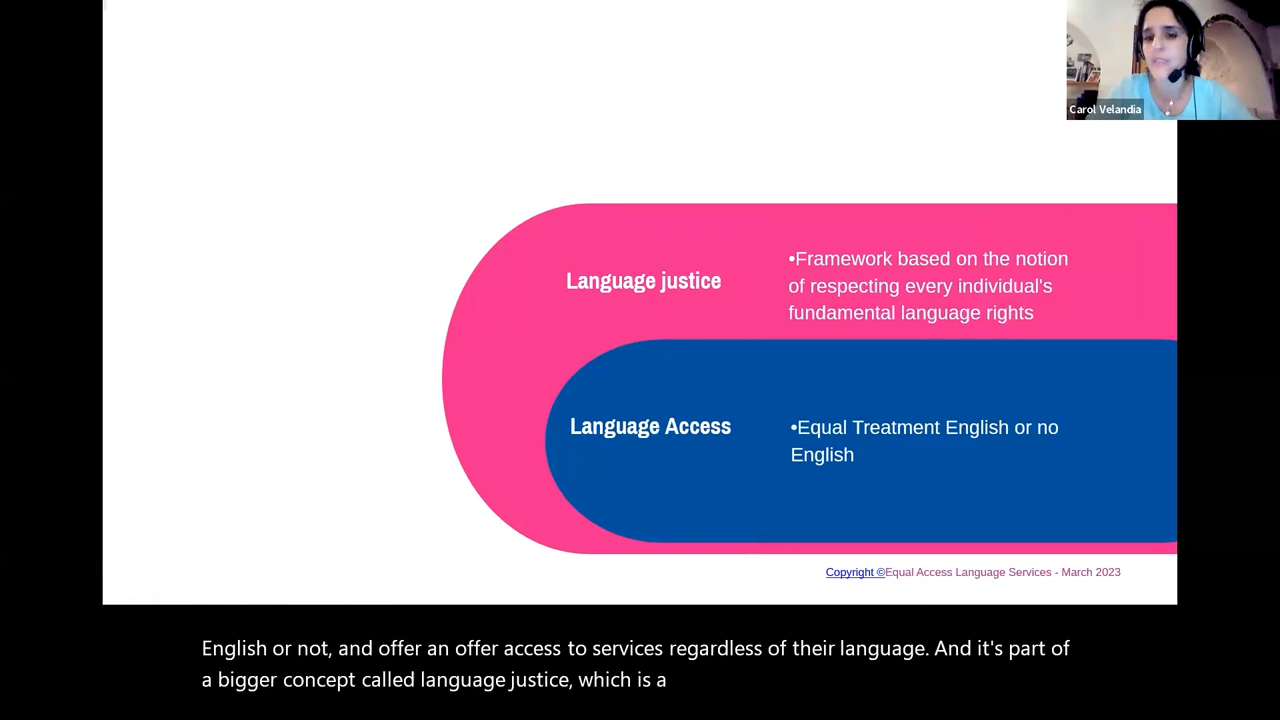 Carol Velandia
Language justice
•Framework based on the notion
of respecting every individual's
fundamental language rights
Language Access
•Equal Treatment English or no
English
Copyright ©Equal Access Language Services - March 2023
English or not, and offer an offer access to services regardless of their language. And it's part of
a bigger concept called language justice, which is a